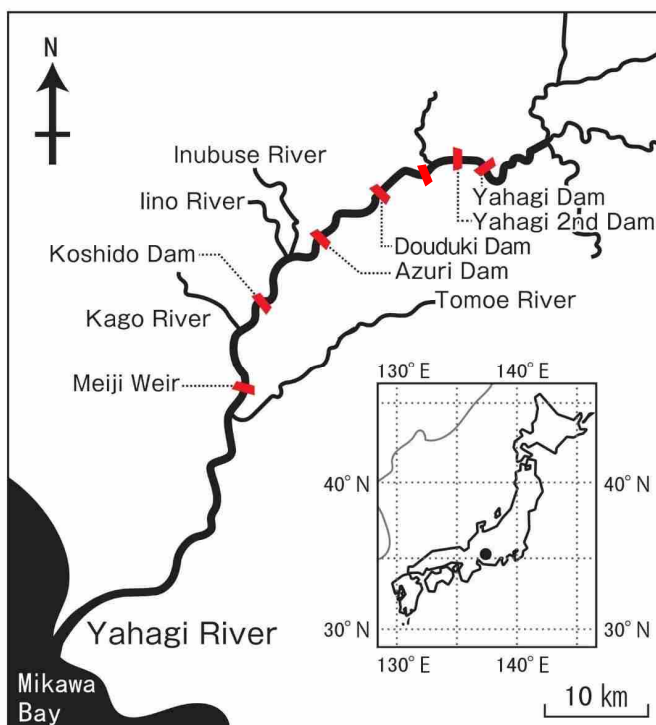 N
Inubuse River
Iino River
Koshido Dam
Kago River
Meiji Weir
Yahagi Dam
Yahagi 2nd Dam
Douduki Dam
Azuri Dam
Tomoe River
130°E 140°E
40°N 40°N
30°N 30°N
130°E 140°E
Yahagi River
Mikawa
Bay
10 km